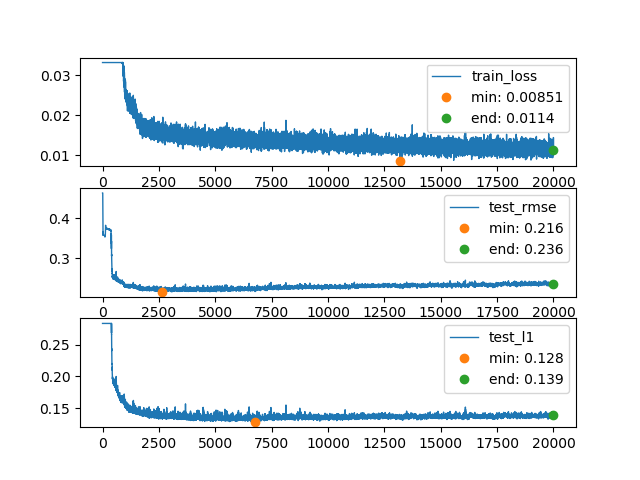 0.03
0.02
0.01
train_loss
min: 0.00851
end: 0.0114
0 2500 5000 7500 10000 12500 15000 17500 20000
0.4
0.3
test_rmse
min: 0.216
end: 0.236
0 2500 5000 7500 10000 12500 15000 17500 20000
0.25
0.20
0.15
test_l1
min: 0.128
end: 0.139
0 2500 5000 7500 10000 12500 15000 17500 20000